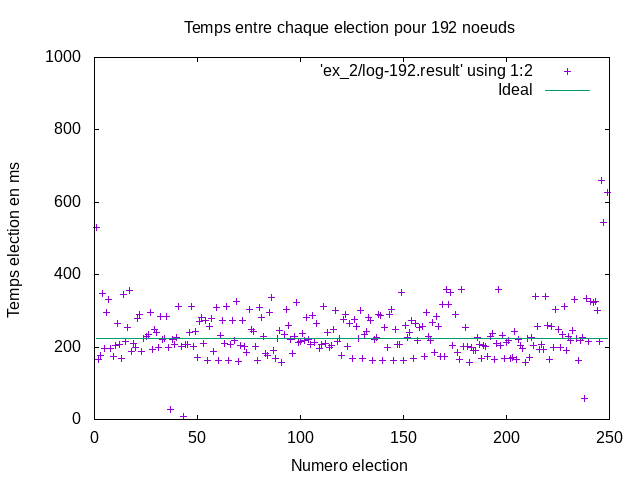 Temps entre chaque election pour 192 noeuds
1000
'ex_2/log-192.result' using 1:2
Ideal
800
600
400
200
0
Temps election en ms
0 50 100 150 200 250
Numero election